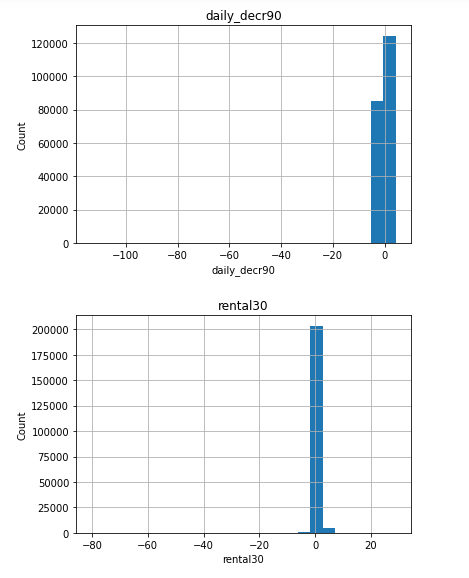 daily_decr90
120000
100000
80000
60000
40000
20000
0
Count
−100 −80 −60 −40 −20 0
daily_decr90
rental30
200000
175000
150000
125000
100000
75000
50000
25000
0
Count
−80 −60 −40 −20 0 20
rental30